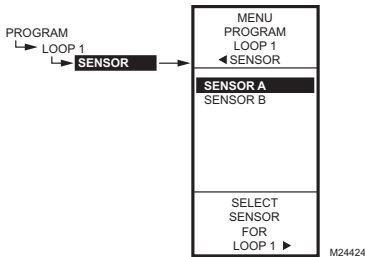 PROGRAM
LOOP 1
SENSOR
MENU
PROGRAM
LOOP 1
◄ SENSOR
SENSOR A
SENSOR B
SELECT
SENSOR
FOR
LOOP 1 ►
M24424